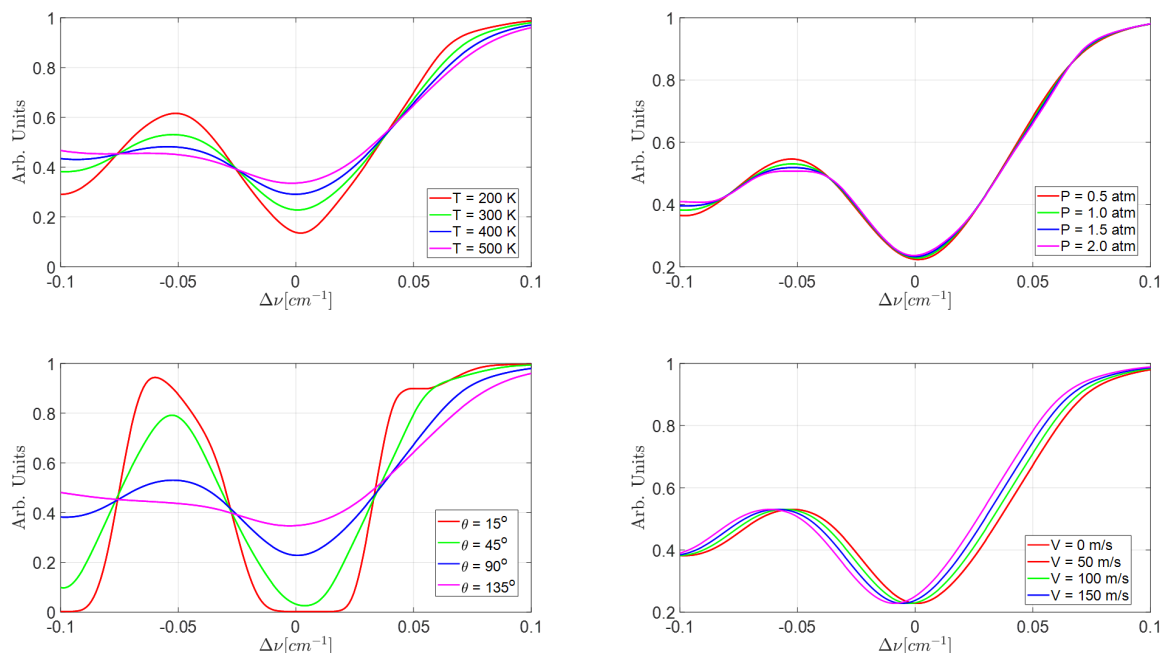 1
0.8
0.6
0.4
0.2
0
Arb. Units
-0.1 -0.05 0 0.05 0.1
Δν[cm⁻¹]
T = 200 K
T = 300 K
T = 400 K
T = 500 K
1
0.8
0.6
0.4
0.2
Arb. Units
-0.1 -0.05 0 0.05 0.1
Δν[cm⁻¹]
P = 0.5 atm
P = 1.0 atm
P = 1.5 atm
P = 2.0 atm
1
0.8
0.6
0.4
0.2
0
Arb. Units
-0.1 -0.05 0 0.05 0.1
Δν[cm⁻¹]
θ = 15°
θ = 45°
θ = 90°
θ = 135°
1
0.8
0.6
0.4
0.2
Arb. Units
-0.1 -0.05 0 0.05 0.1
Δν[cm⁻¹]
V = 0 m/s
V = 50 m/s
V = 100 m/s
V = 150 m/s